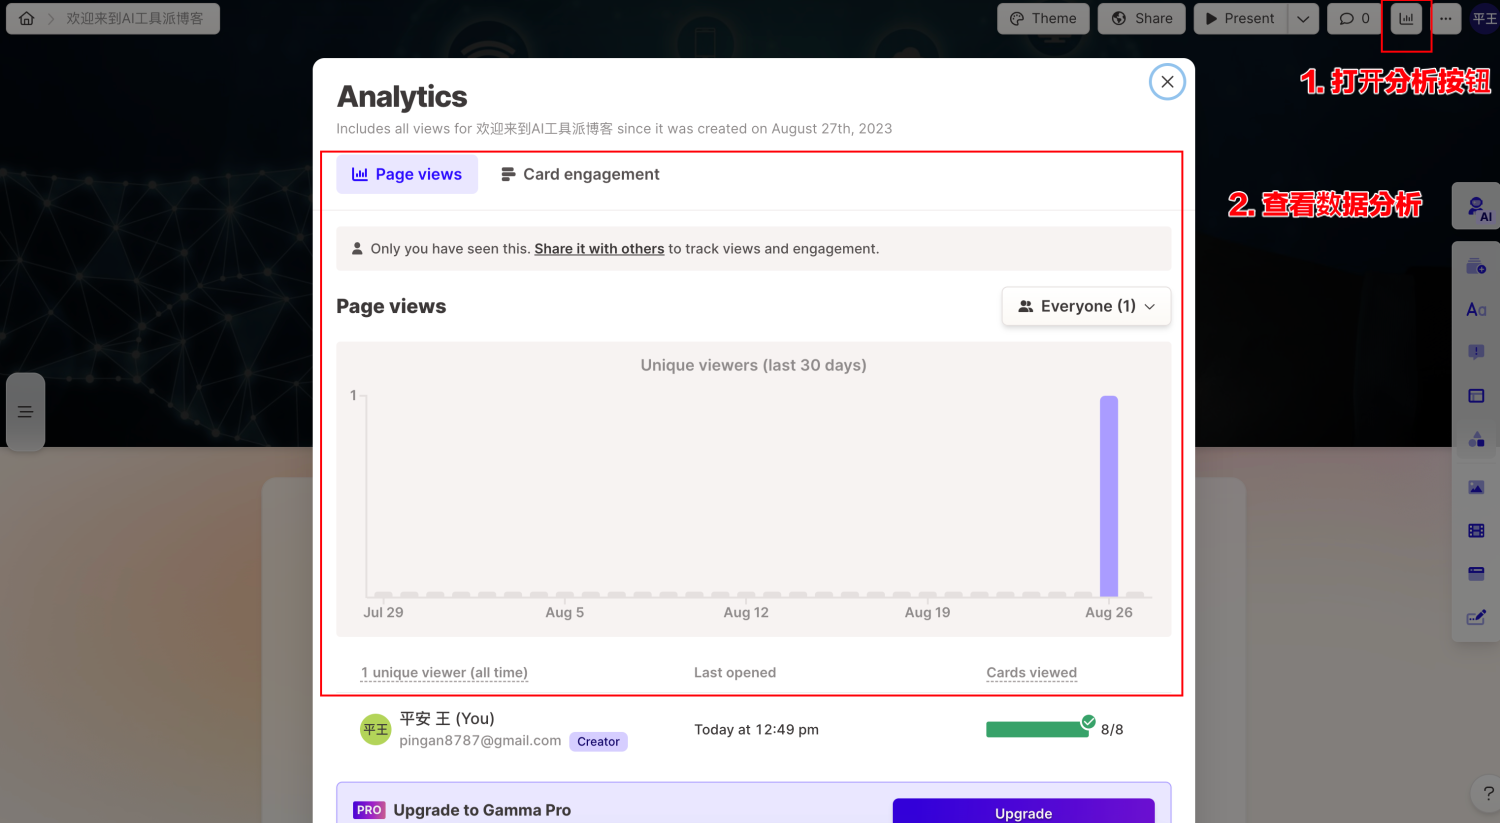 欢迎来到AI工具派博客
Theme
Share
Present
0
平王
1. 打开分析按钮
Analytics
Includes all views for 欢迎来到AI工具派博客 since it was created on August 27th, 2023
Page views
Card engagement
2. 查看数据分析
AI
Only you have seen this. Share it with others to track views and engagement.
Page views
Everyone (1)
Aa
Unique viewers (last 30 days)
1
Jul 29
Aug 5
Aug 12
Aug 19
Aug 26
1 unique viewer (all time)
Last opened
Cards viewed
平王
平安 王 (You)
pingan8787@gmail.com
Creator
Today at 12:49 pm
8/8
PRO
Upgrade to Gamma Pro
Upgrade
?